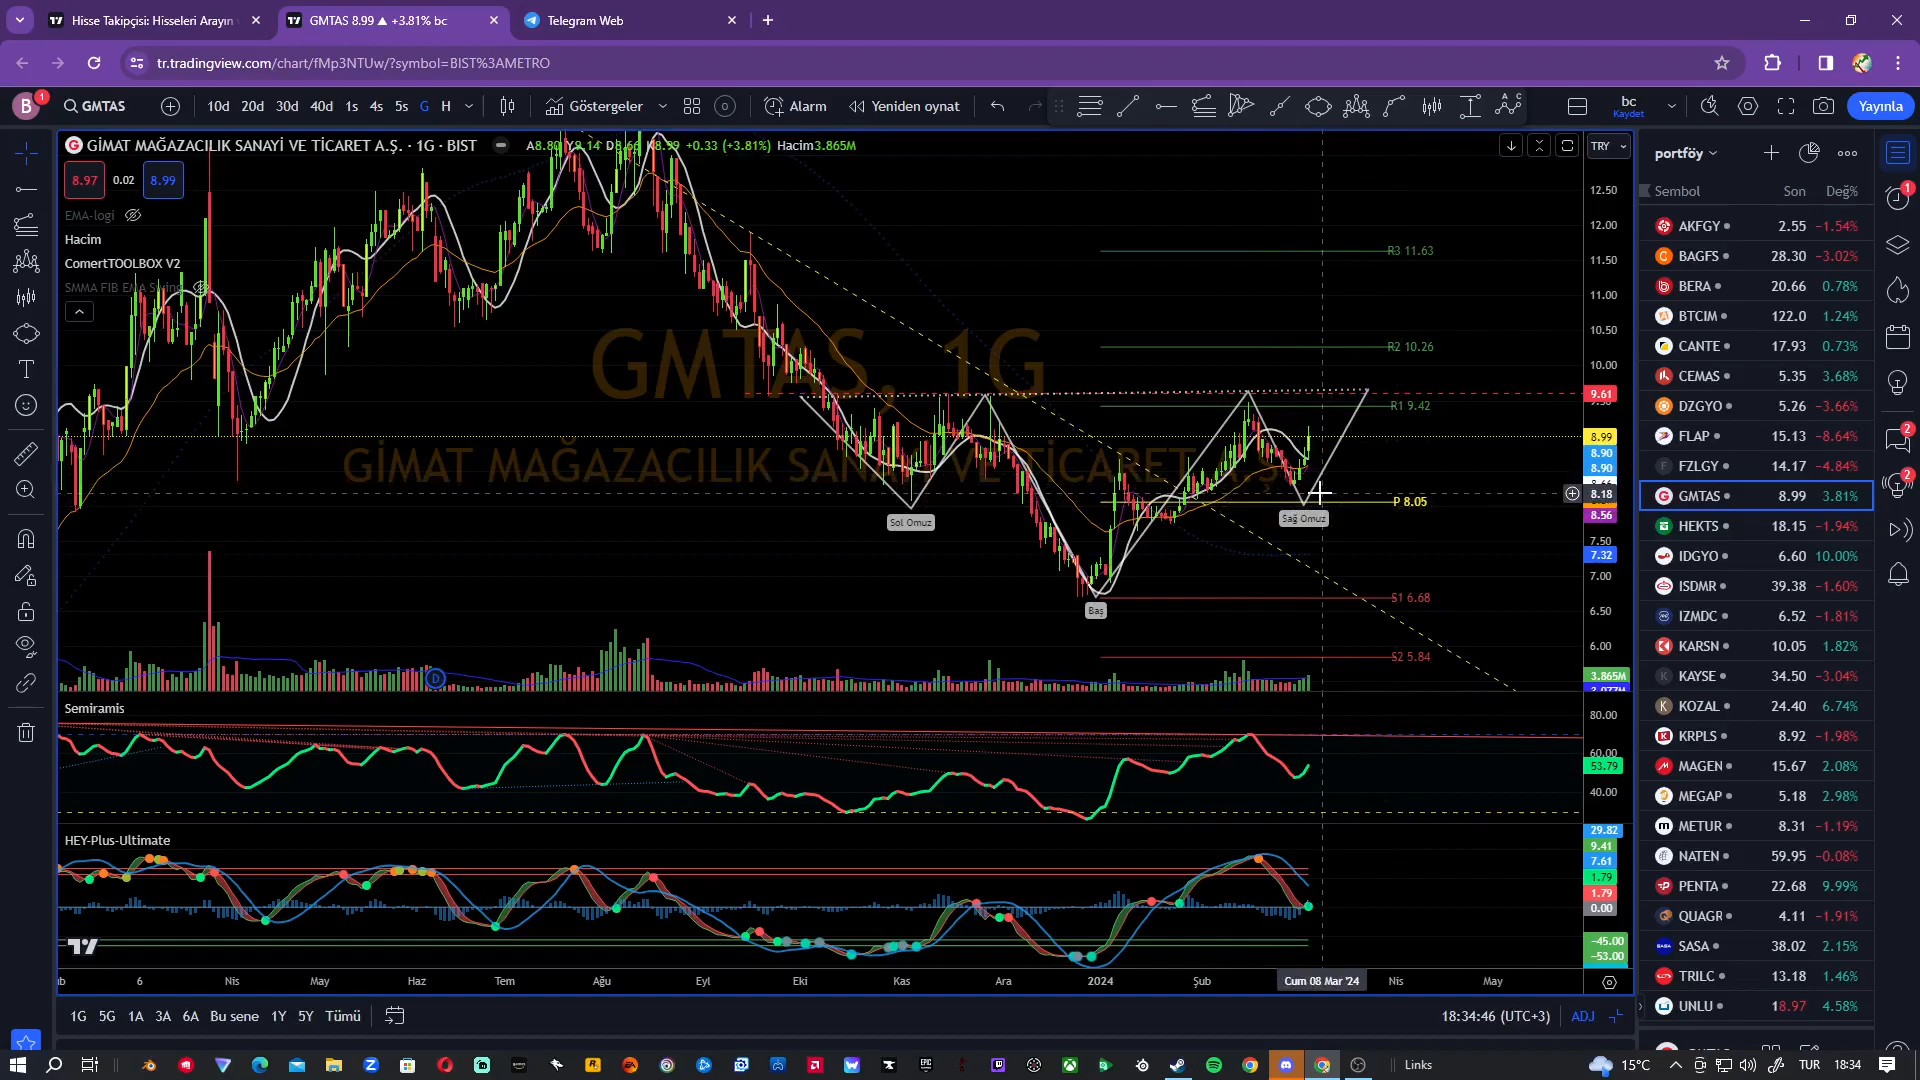 Hisse Takipçisi: Hisseleri Arayın
GMTAS 8.99 ▲ +3.81% bc
Telegram Web
tr.tradingview.com/chart/fMp3NTUw/?symbol=BIST%3AMETRO
B 1
GMTAS
10d 20d 30d 40d 1s 4s 5s G H
Göstergeler
Alarm
Yeniden oynat
bc
Kaydet
Yayınla
GİMAT MAĞAZACILIK SANAYİ VE TİCARET A.Ş. · 1G · BIST
+0.33 (+3.81%) Hacim3.865M
TRY
8.97 0.02 8.99
EMA-logi
Hacim
ComertTOOLBOX V2
SMMA FIB EMA
GMTAS, 1G
GİMAT MAĞAZACILIK SANAYİ VE TİCARET A.Ş.
R3 11.63
R2 10.26
R1 9.42
P 8.05
S1 6.68
S2 5.84
Sol Omuz
Baş
Sağ Omuz
D
12.50
12.00
11.50
11.00
10.50
10.00
9.61
8.99
8.90
8.90
8.18
8.56
7.50
7.32
7.00
6.50
6.00
3.865M
Semiramis
80.00
60.00
53.79
40.00
HEY-Plus-Ultimate
29.82
9.41
7.61
1.79
1.79
0.00
−45.00
−53.00
6 Nis May Haz Tem Ağu Eyl Eki Kas Ara 2024 Şub Cum 08 Mar '24 Nis May
1G 5G 1A 3A 6A Bu sene 1Y 5Y Tümü
18:34:46 (UTC+3) ADJ
portföy
Sembol Son Değ%
AKFGY 2.55 −1.54%
BAGFS 28.30 −3.02%
BERA 20.66 0.78%
BTCIM 122.0 1.24%
CANTE 17.93 0.73%
CEMAS 5.35 3.68%
DZGYO 5.26 −3.66%
FLAP 15.13 −8.64%
FZLGY 14.17 −4.84%
GMTAS 8.99 3.81%
HEKTS 18.15 −1.94%
IDGYO 6.60 10.00%
ISDMR 39.38 −1.60%
IZMDC 6.52 −1.81%
KARSN 10.05 1.82%
KAYSE 34.50 −3.04%
KOZAL 24.40 6.74%
KRPLS 8.92 −1.98%
MAGEN 15.67 2.08%
MEGAP 5.18 2.98%
METUR 8.31 −1.19%
NATEN 59.95 −0.08%
PENTA 22.68 9.99%
QUAGR 4.11 −1.91%
SASA 38.02 2.15%
TRILC 13.18 1.46%
UNLU 18.97 4.58%
1
2
2
Links
15°C
TUR
18:34